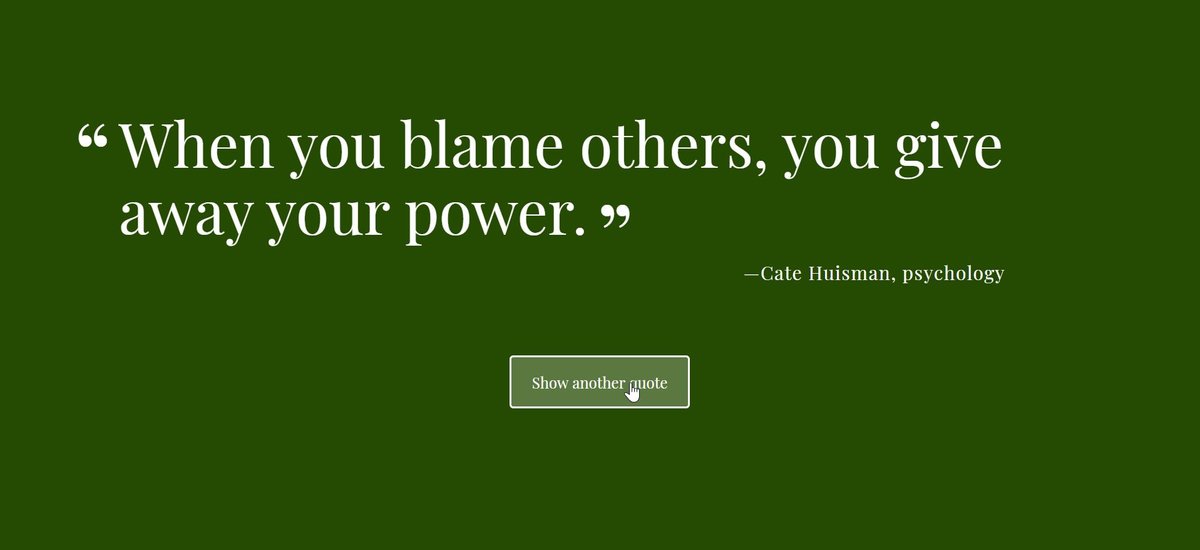 “ When you blame others, you give
away your power. ”
—Cate Huisman, psychology
Show another quote